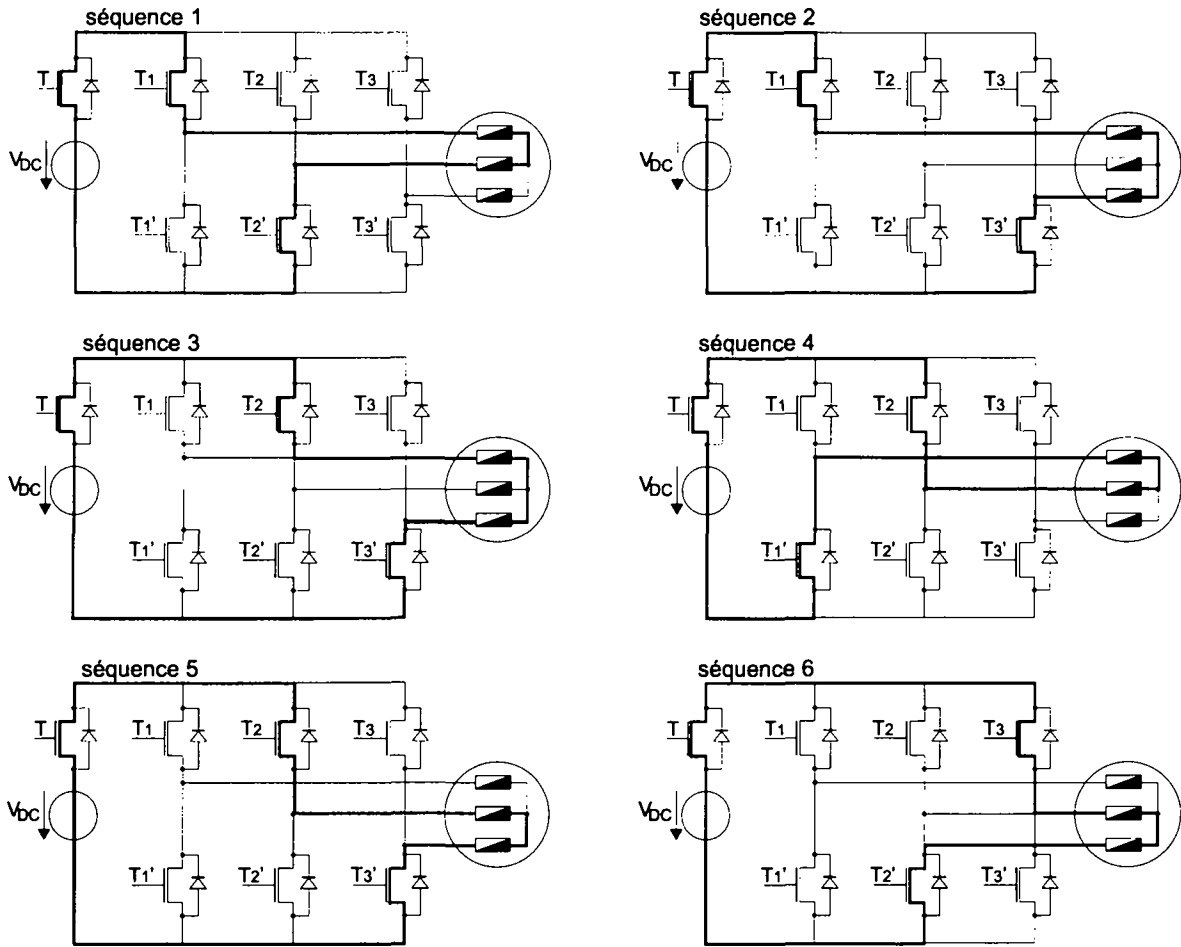 séquence 1
T
T1
T2
T3
VDC
T1'
T2'
T3'
séquence 2
T
T1
T2
T3
VDC
T1'
T2'
T3'
séquence 3
T
T1
T2
T3
VDC
T1'
T2'
T3'
séquence 4
T
T1
T2
T3
VDC
T1'
T2'
T3'
séquence 5
T
T1
T2
T3
VDC
T1'
T2'
T3'
séquence 6
T
T1
T2
T3
VDC
T1'
T2'
T3'